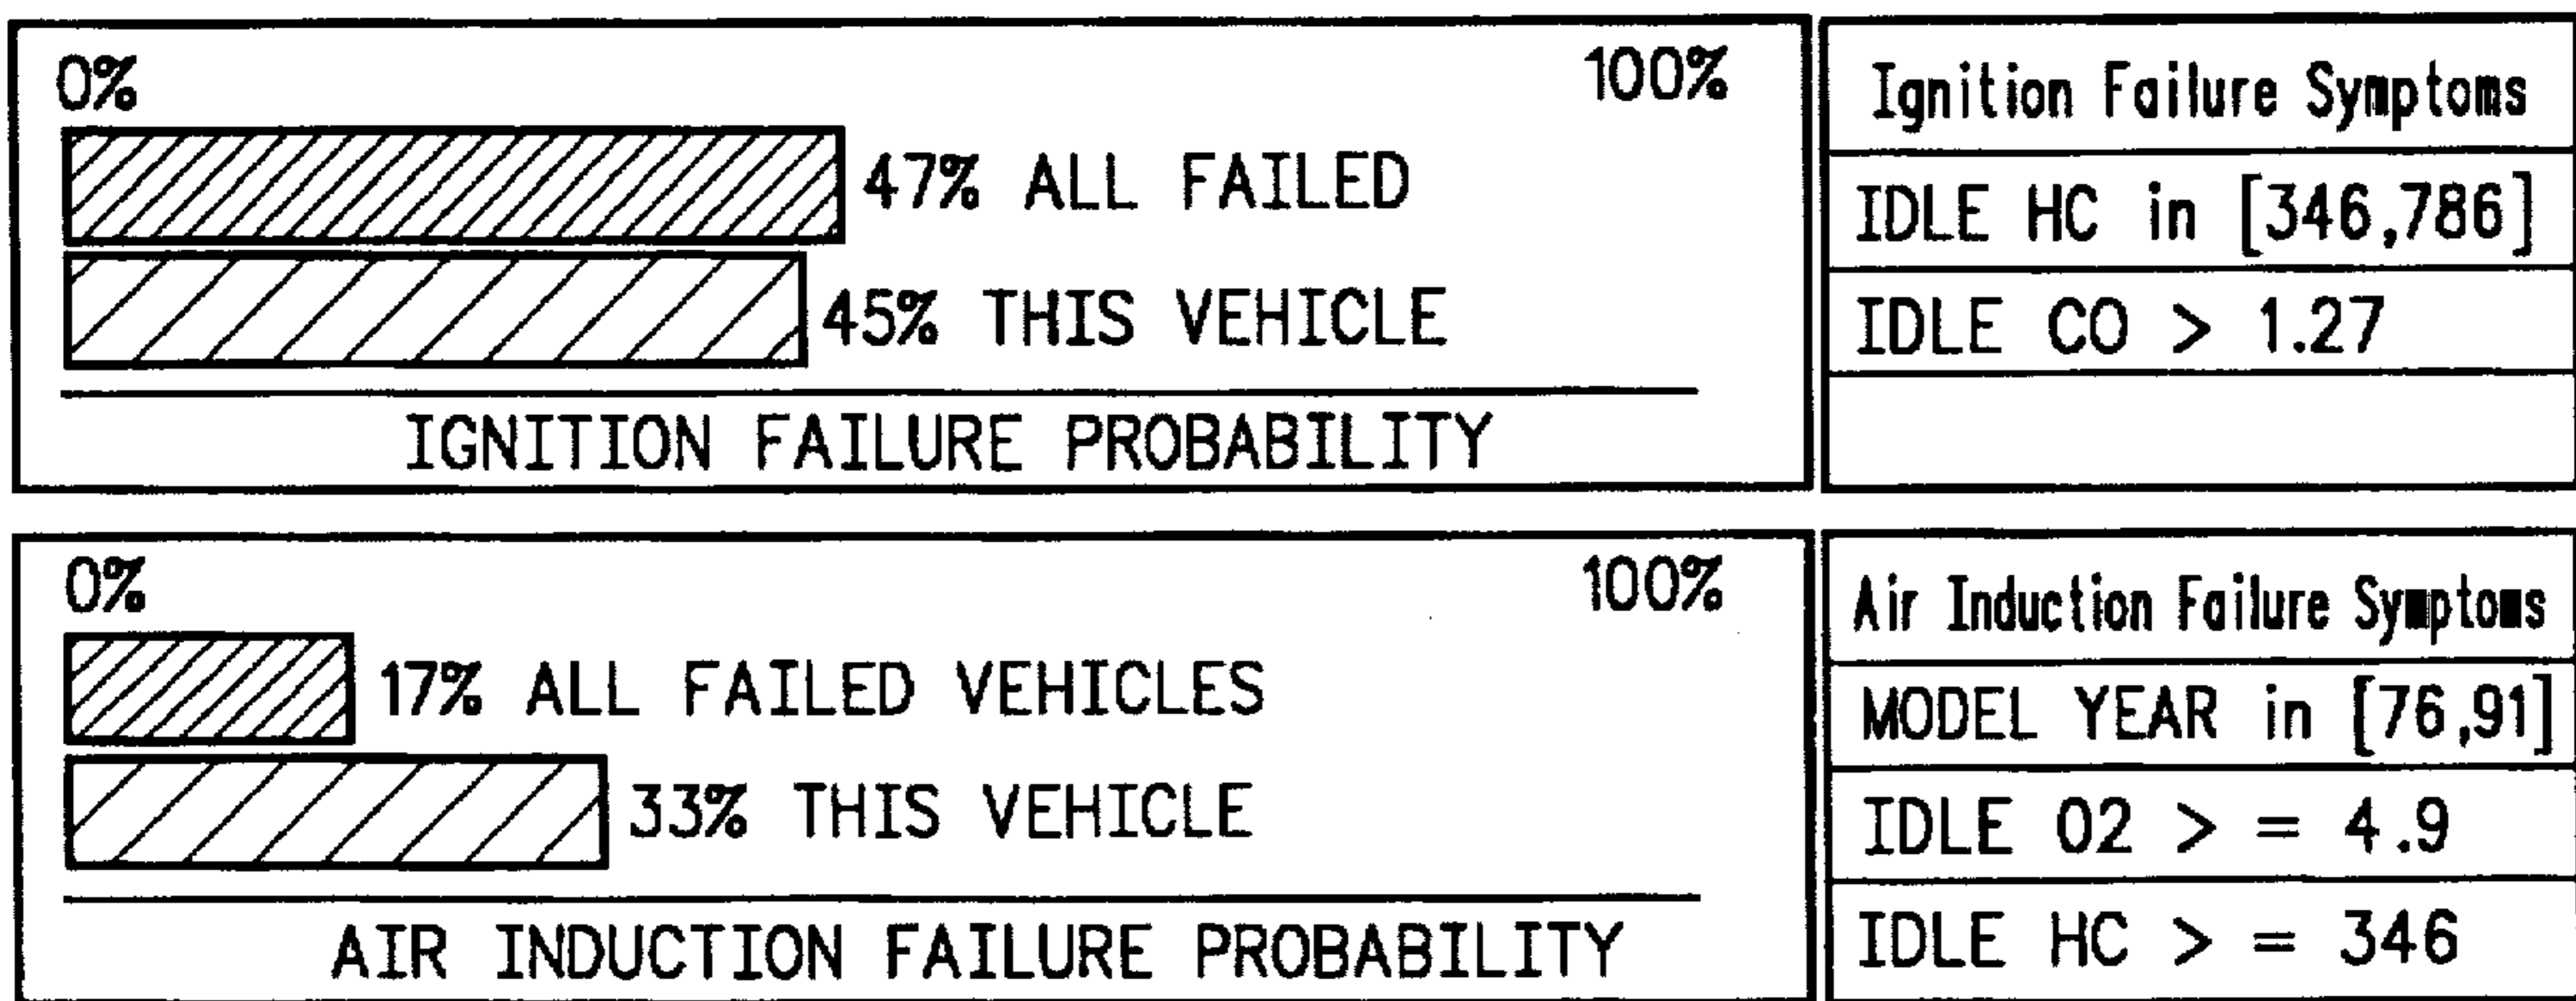 0% 100%
47% ALL FAILED
45% THIS VEHICLE
IGNITION FAILURE PROBABILITY
Ignition Failure Symptoms
IDLE HC in [346,786]
IDLE CO > 1.27
0% 100%
17% ALL FAILED VEHICLES
33% THIS VEHICLE
AIR INDUCTION FAILURE PROBABILITY
Air Induction Failure Symptoms
MODEL YEAR in [76,91]
IDLE O2 > = 4.9
IDLE HC > = 346